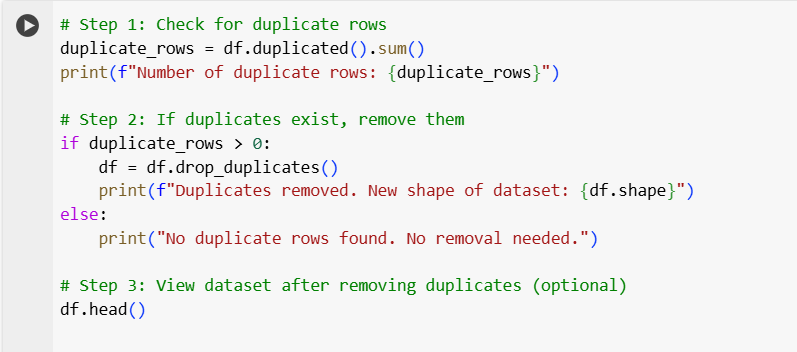 # Step 1: Check for duplicate rows
duplicate_rows = df.duplicated().sum()
print(f"Number of duplicate rows: {duplicate_rows}")
# Step 2: If duplicates exist, remove them
if duplicate_rows > 0:
    df = df.drop_duplicates()
    print(f"Duplicates removed. New shape of dataset: {df.shape}")
else:
    print("No duplicate rows found. No removal needed.")
# Step 3: View dataset after removing duplicates (optional)
df.head()